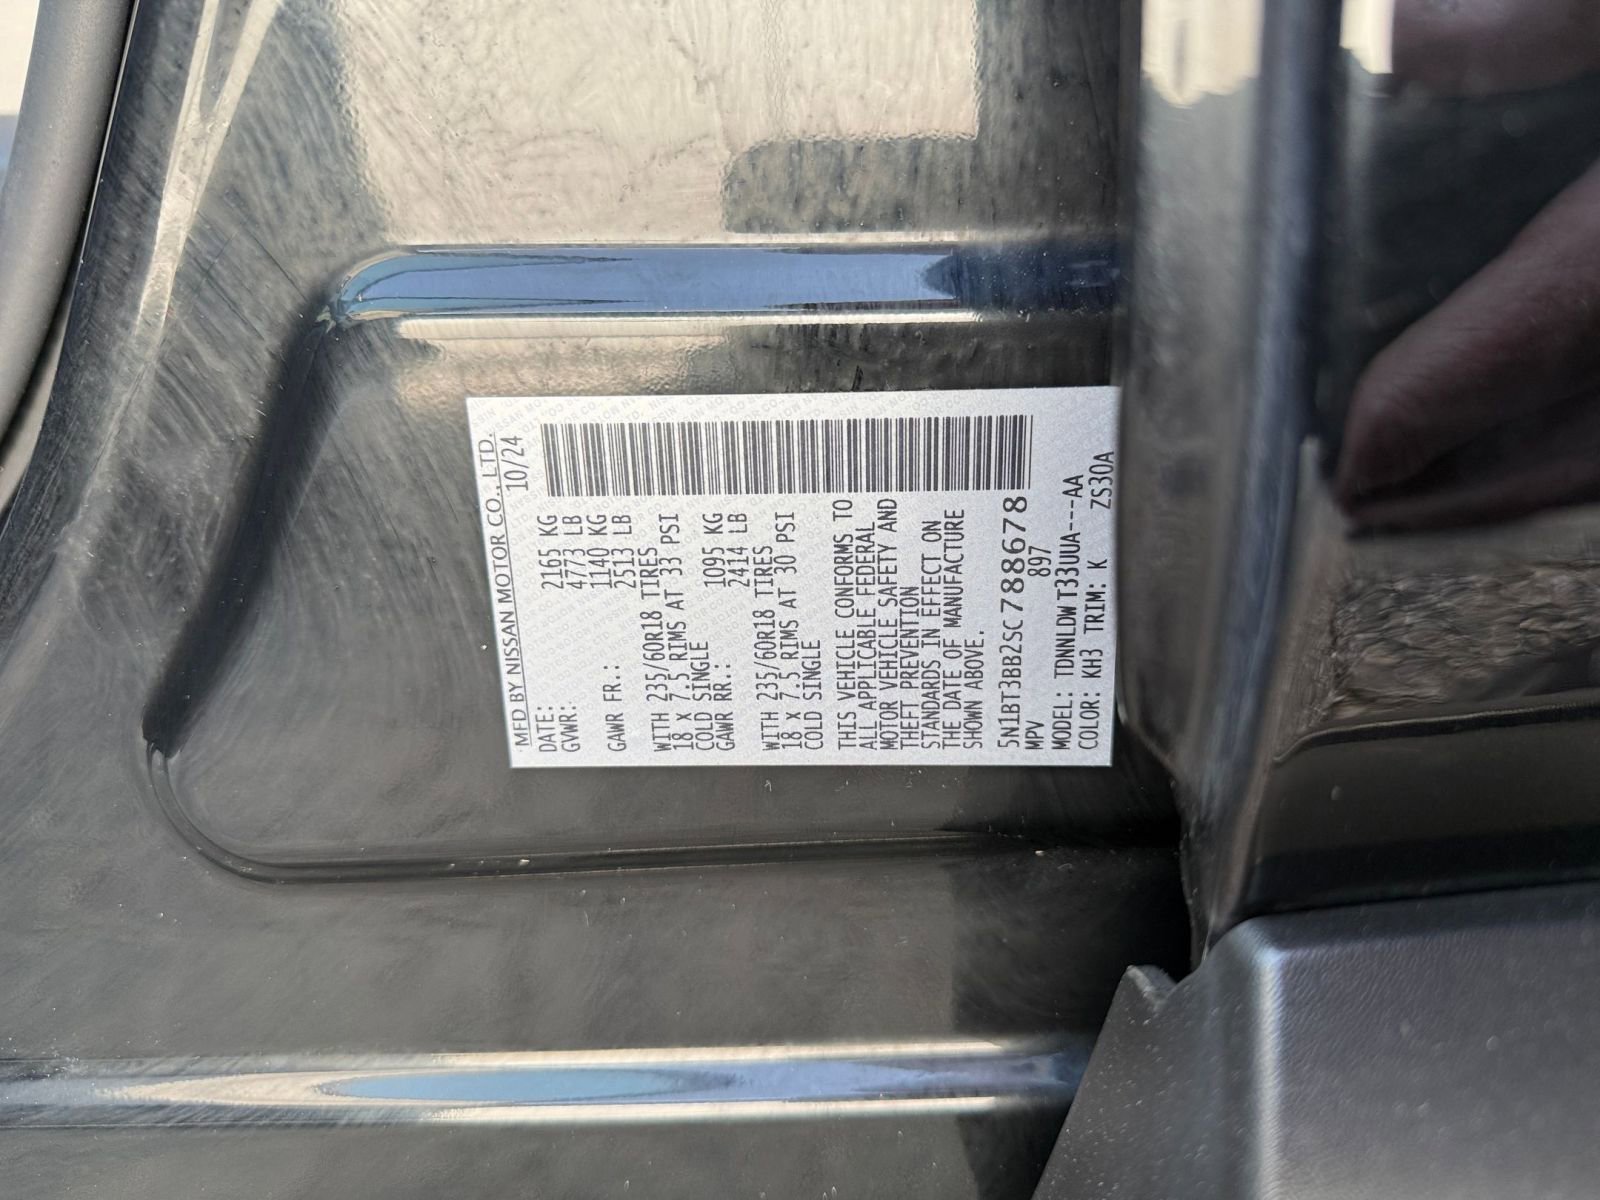 MFD BY NISSAN MOTOR CO., LTD.
DATE: 10/24
GVWR: 2165 KG
4773 LB
GAWR FR.: 1140 KG
2513 LB
WITH 235/60R18 TIRES
18 x 7.5 RIMS AT 33 PSI
COLD SINGLE
GAWR RR.: 1095 KG
2414 LB
WITH 235/60R18 TIRES
18 x 7.5 RIMS AT 30 PSI
COLD SINGLE
THIS VEHICLE CONFORMS TO
ALL APPLICABLE FEDERAL
MOTOR VEHICLE SAFETY AND
THEFT PREVENTION
STANDARDS IN EFFECT ON
THE DATE OF MANUFACTURE
SHOWN ABOVE.
5N1BT3BB2SC788678
MPV 897
MODEL: TDNNLDW T33UUA---AA
COLOR: KH3 TRIM: K ZS30A